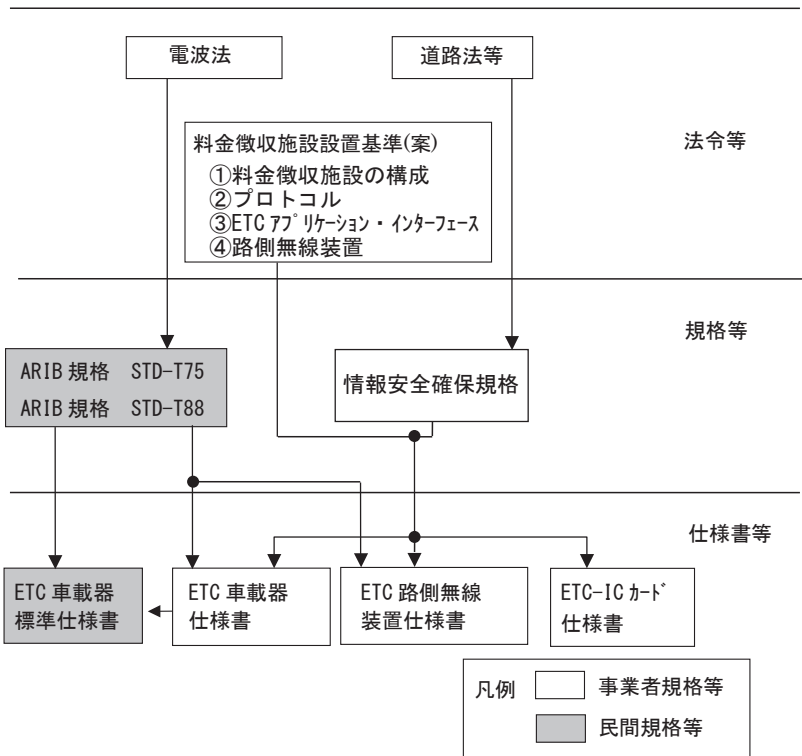 電波法
道路法等
法令等
料金徴収施設設置基準(案)
①料金徴収施設の構成
②プロトコル
③ETC ｱﾌﾟﾘｹｰｼｮﾝ・ｲﾝﾀｰﾌｪｰｽ
④路側無線装置
規格等
ARIB 規格 STD-T75
ARIB 規格 STD-T88
情報安全確保規格
仕様書等
ETC 車載器
標準仕様書
ETC 車載器
仕様書
ETC 路側無線
装置仕様書
ETC-IC ｶｰﾄﾞ
仕様書
凡例
事業者規格等
民間規格等